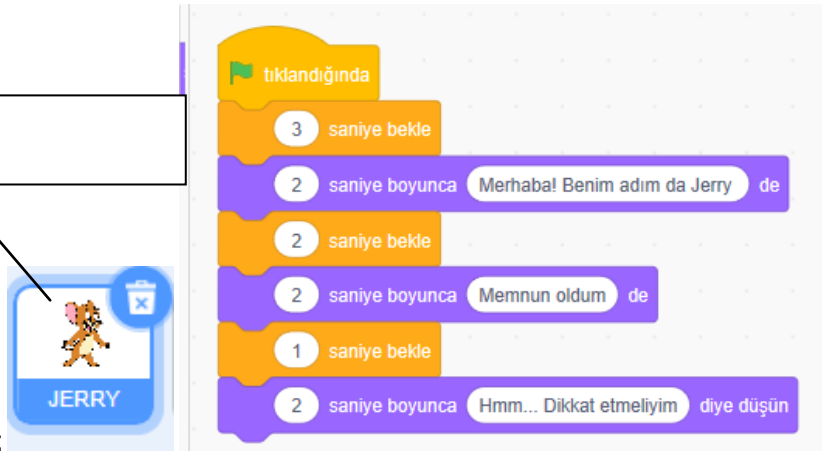 tıklandığında
3 saniye bekle
2 saniye boyunca Merhaba! Benim adım da Jerry de
2 saniye bekle
2 saniye boyunca Memnun oldum de
1 saniye bekle
2 saniye boyunca Hmm... Dikkat etmeliyim diye düşün
JERRY